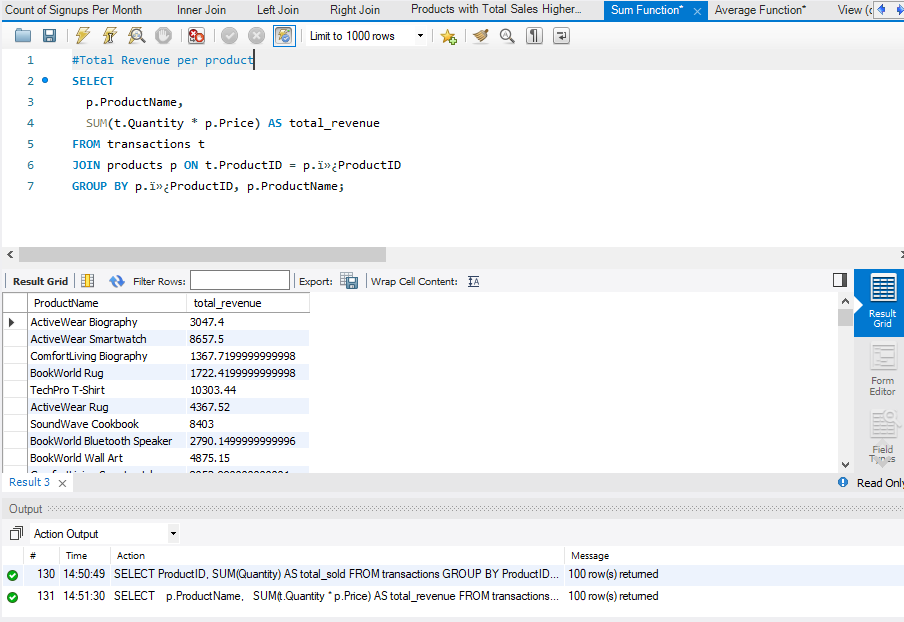 Count of Signups Per Month Inner Join Left Join Right Join Products with Total Sales Higher... Sum Function* Average Function* View (c
Limit to 1000 rows
1 #Total Revenue per product
2 SELECT
3 p.ProductName,
4 SUM(t.Quantity * p.Price) AS total_revenue
5 FROM transactions t
6 JOIN products p ON t.ProductID = p.ï»¿ProductID
7 GROUP BY p.ï»¿ProductID, p.ProductName;
Result Grid Filter Rows: Export: Wrap Cell Content:
ProductName total_revenue
ActiveWear Biography 3047.4
ActiveWear Smartwatch 8657.5
ComfortLiving Biography 1367.7199999999998
BookWorld Rug 1722.4199999999998
TechPro T-Shirt 10303.44
ActiveWear Rug 4367.52
SoundWave Cookbook 8403
BookWorld Bluetooth Speaker 2790.1499999999996
BookWorld Wall Art 4875.15
Result Grid
Form Editor
Field Types
Result 3 Read Only
Output
Action Output
# Time Action Message
130 14:50:49 SELECT ProductID, SUM(Quantity) AS total_sold FROM transactions GROUP BY ProductID... 100 row(s) returned
131 14:51:30 SELECT p.ProductName, SUM(t.Quantity * p.Price) AS total_revenue FROM transactions... 100 row(s) returned